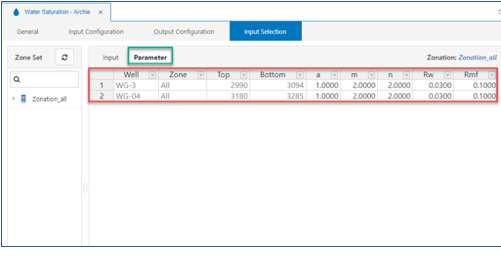 Water Saturation - Archie ×
General Input Configuration Output Configuration Input Selection
Zone Set Input Parameter Zonation: Zonation_all
Well Zone Top Bottom a m n Rw Rmf
1 WG-3 All 2990 3094 1.0000 2.0000 2.0000 0.0300 0.1000
2 WG-04 All 3180 3285 1.0000 2.0000 2.0000 0.0300 0.1000
Zonation_all